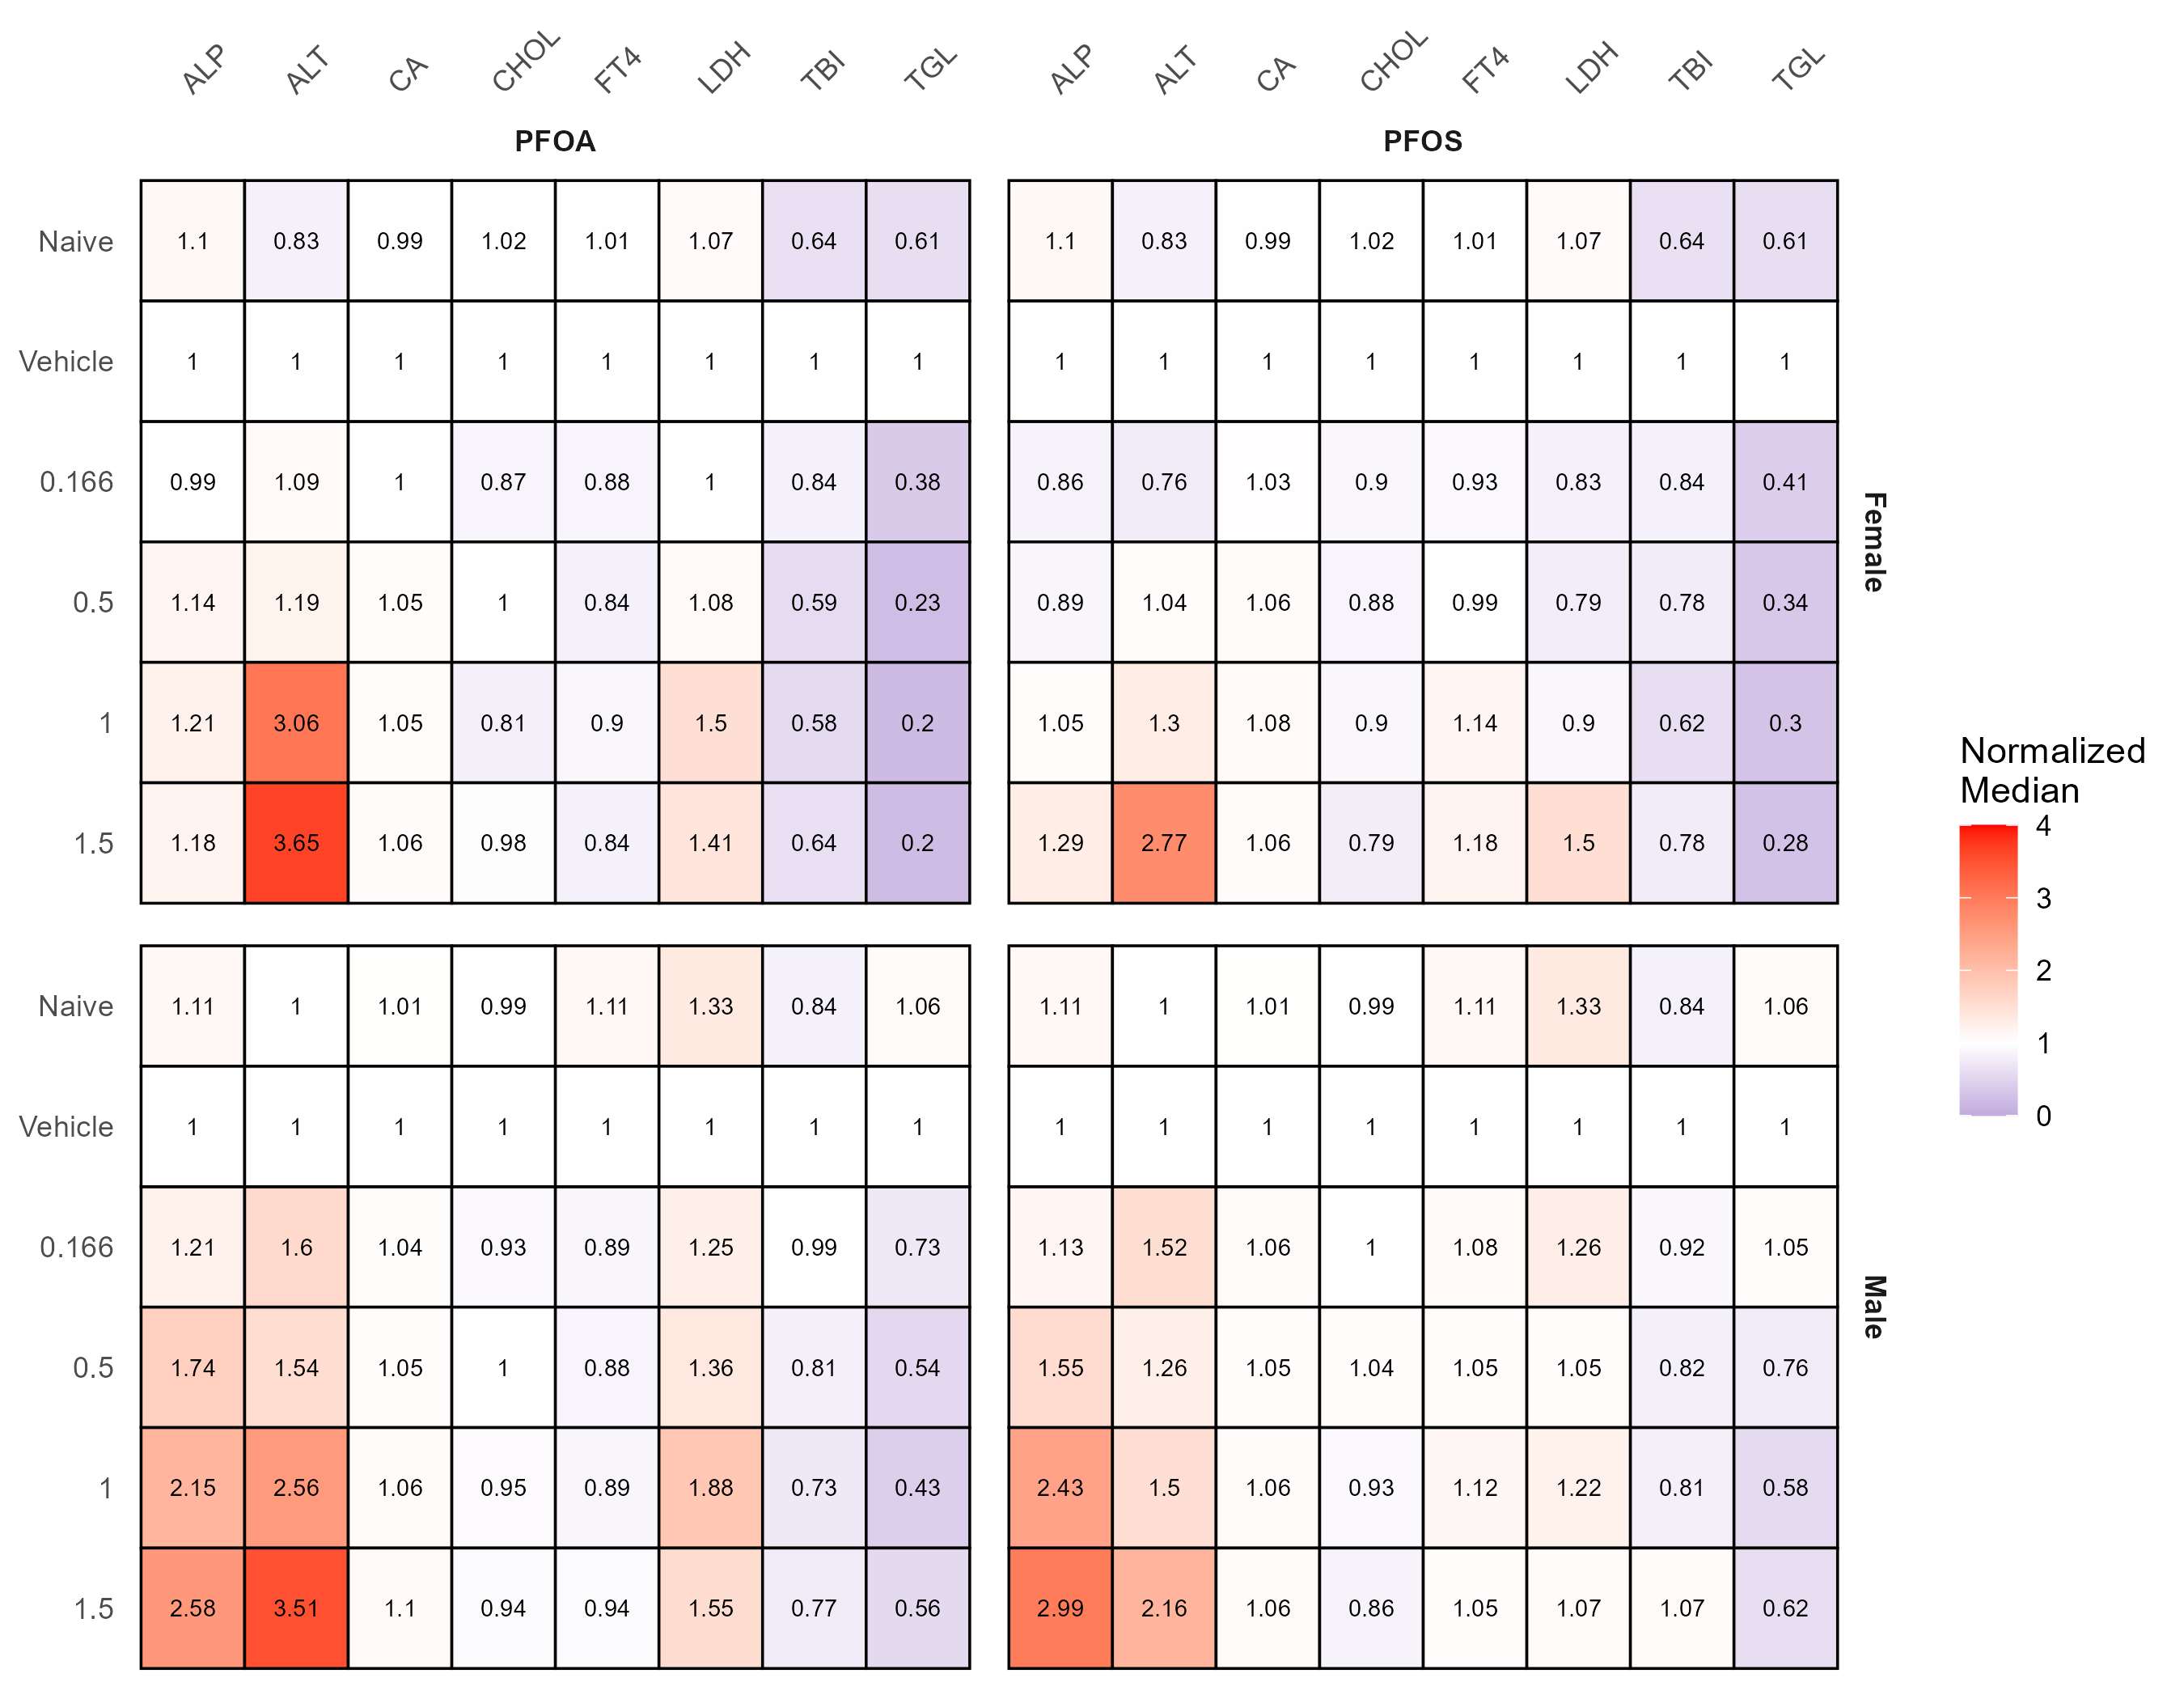 ALP ALT CA CHOL FT4 LDH TBI TGL ALP ALT CA CHOL FT4 LDH TBI TGL
PFOA PFOS
Naive 1.1 0.83 0.99 1.02 1.01 1.07 0.64 0.61 1.1 0.83 0.99 1.02 1.01 1.07 0.64 0.61
Vehicle 1 1 1 1 1 1 1 1 1 1 1 1 1 1 1 1
0.166 0.99 1.09 1 0.87 0.88 1 0.84 0.38 0.86 0.76 1.03 0.9 0.93 0.83 0.84 0.41
0.5 1.14 1.19 1.05 1 0.84 1.08 0.59 0.23 0.89 1.04 1.06 0.88 0.99 0.79 0.78 0.34
1 1.21 3.06 1.05 0.81 0.9 1.5 0.58 0.2 1.05 1.3 1.08 0.9 1.14 0.9 0.62 0.3
1.5 1.18 3.65 1.06 0.98 0.84 1.41 0.64 0.2 1.29 2.77 1.06 0.79 1.18 1.5 0.78 0.28
Female
Naive 1.11 1 1.01 0.99 1.11 1.33 0.84 1.06 1.11 1 1.01 0.99 1.11 1.33 0.84 1.06
Vehicle 1 1 1 1 1 1 1 1 1 1 1 1 1 1 1 1
0.166 1.21 1.6 1.04 0.93 0.89 1.25 0.99 0.73 1.13 1.52 1.06 1 1.08 1.26 0.92 1.05
0.5 1.74 1.54 1.05 1 0.88 1.36 0.81 0.54 1.55 1.26 1.05 1.04 1.05 1.05 0.82 0.76
1 2.15 2.56 1.06 0.95 0.89 1.88 0.73 0.43 2.43 1.5 1.06 0.93 1.12 1.22 0.81 0.58
1.5 2.58 3.51 1.1 0.94 0.94 1.55 0.77 0.56 2.99 2.16 1.06 0.86 1.05 1.07 1.07 0.62
Male
Normalized
Median
4
3
2
1
0